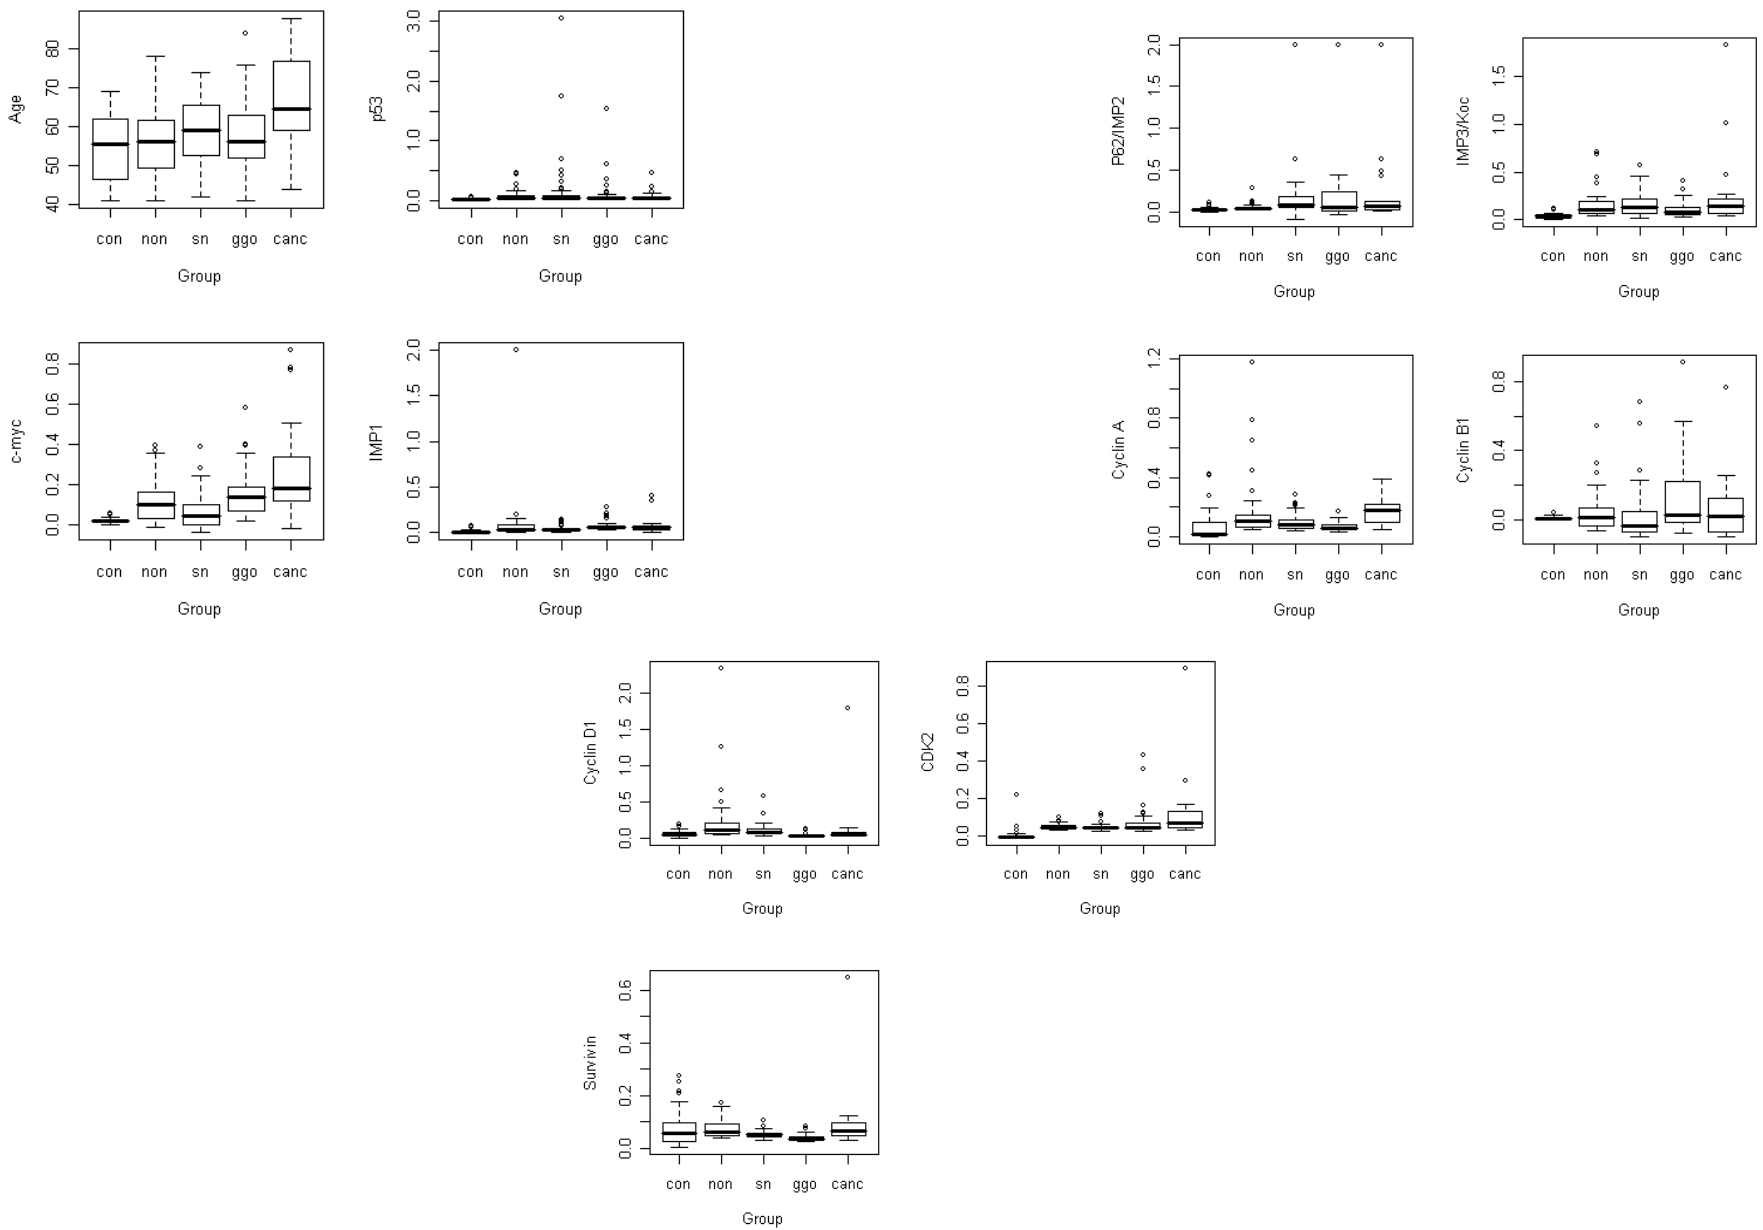 Age
80
70
60
50
40
con non sn ggo canc
Group
p53
3.0
2.0
1.0
0.0
con non sn ggo canc
Group
P62/IMP2
2.0
1.5
1.0
0.5
0.0
con non sn ggo canc
Group
IMP3/Koc
1.5
1.0
0.5
0.0
con non sn ggo canc
Group
c-myc
0.8
0.6
0.4
0.2
0.0
con non sn ggo canc
Group
IMP1
2.0
1.5
1.0
0.5
0.0
con non sn ggo canc
Group
Cyclin A
1.2
0.8
0.4
0.0
con non sn ggo canc
Group
Cyclin B1
0.8
0.4
0.0
con non sn ggo canc
Group
Cyclin D1
2.0
1.5
1.0
0.5
0.0
con non sn ggo canc
Group
CDK2
0.8
0.6
0.4
0.2
0.0
con non sn ggo canc
Group
Survivin
0.6
0.4
0.2
0.0
con non sn ggo canc
Group